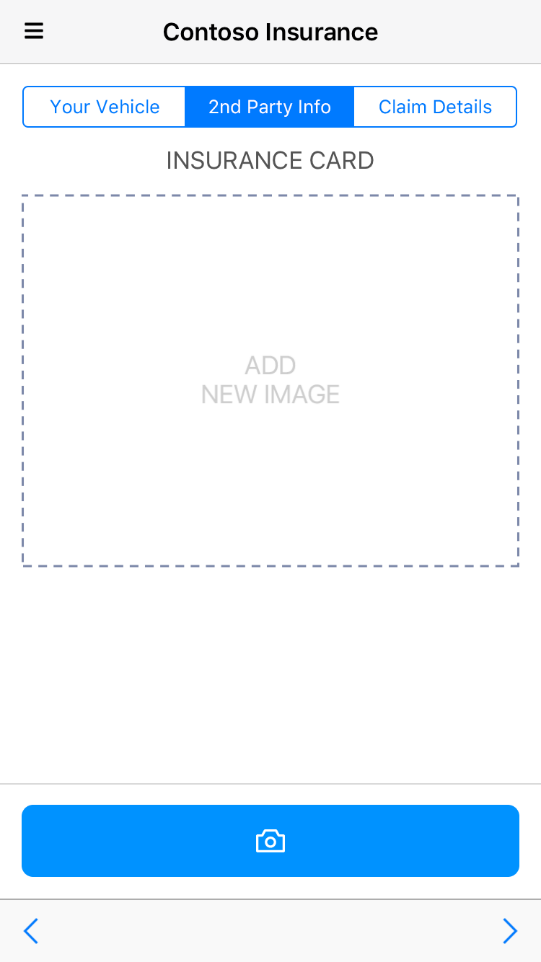 Contoso Insurance
Your Vehicle
2nd Party Info
Claim Details
INSURANCE CARD
ADD
NEW IMAGE